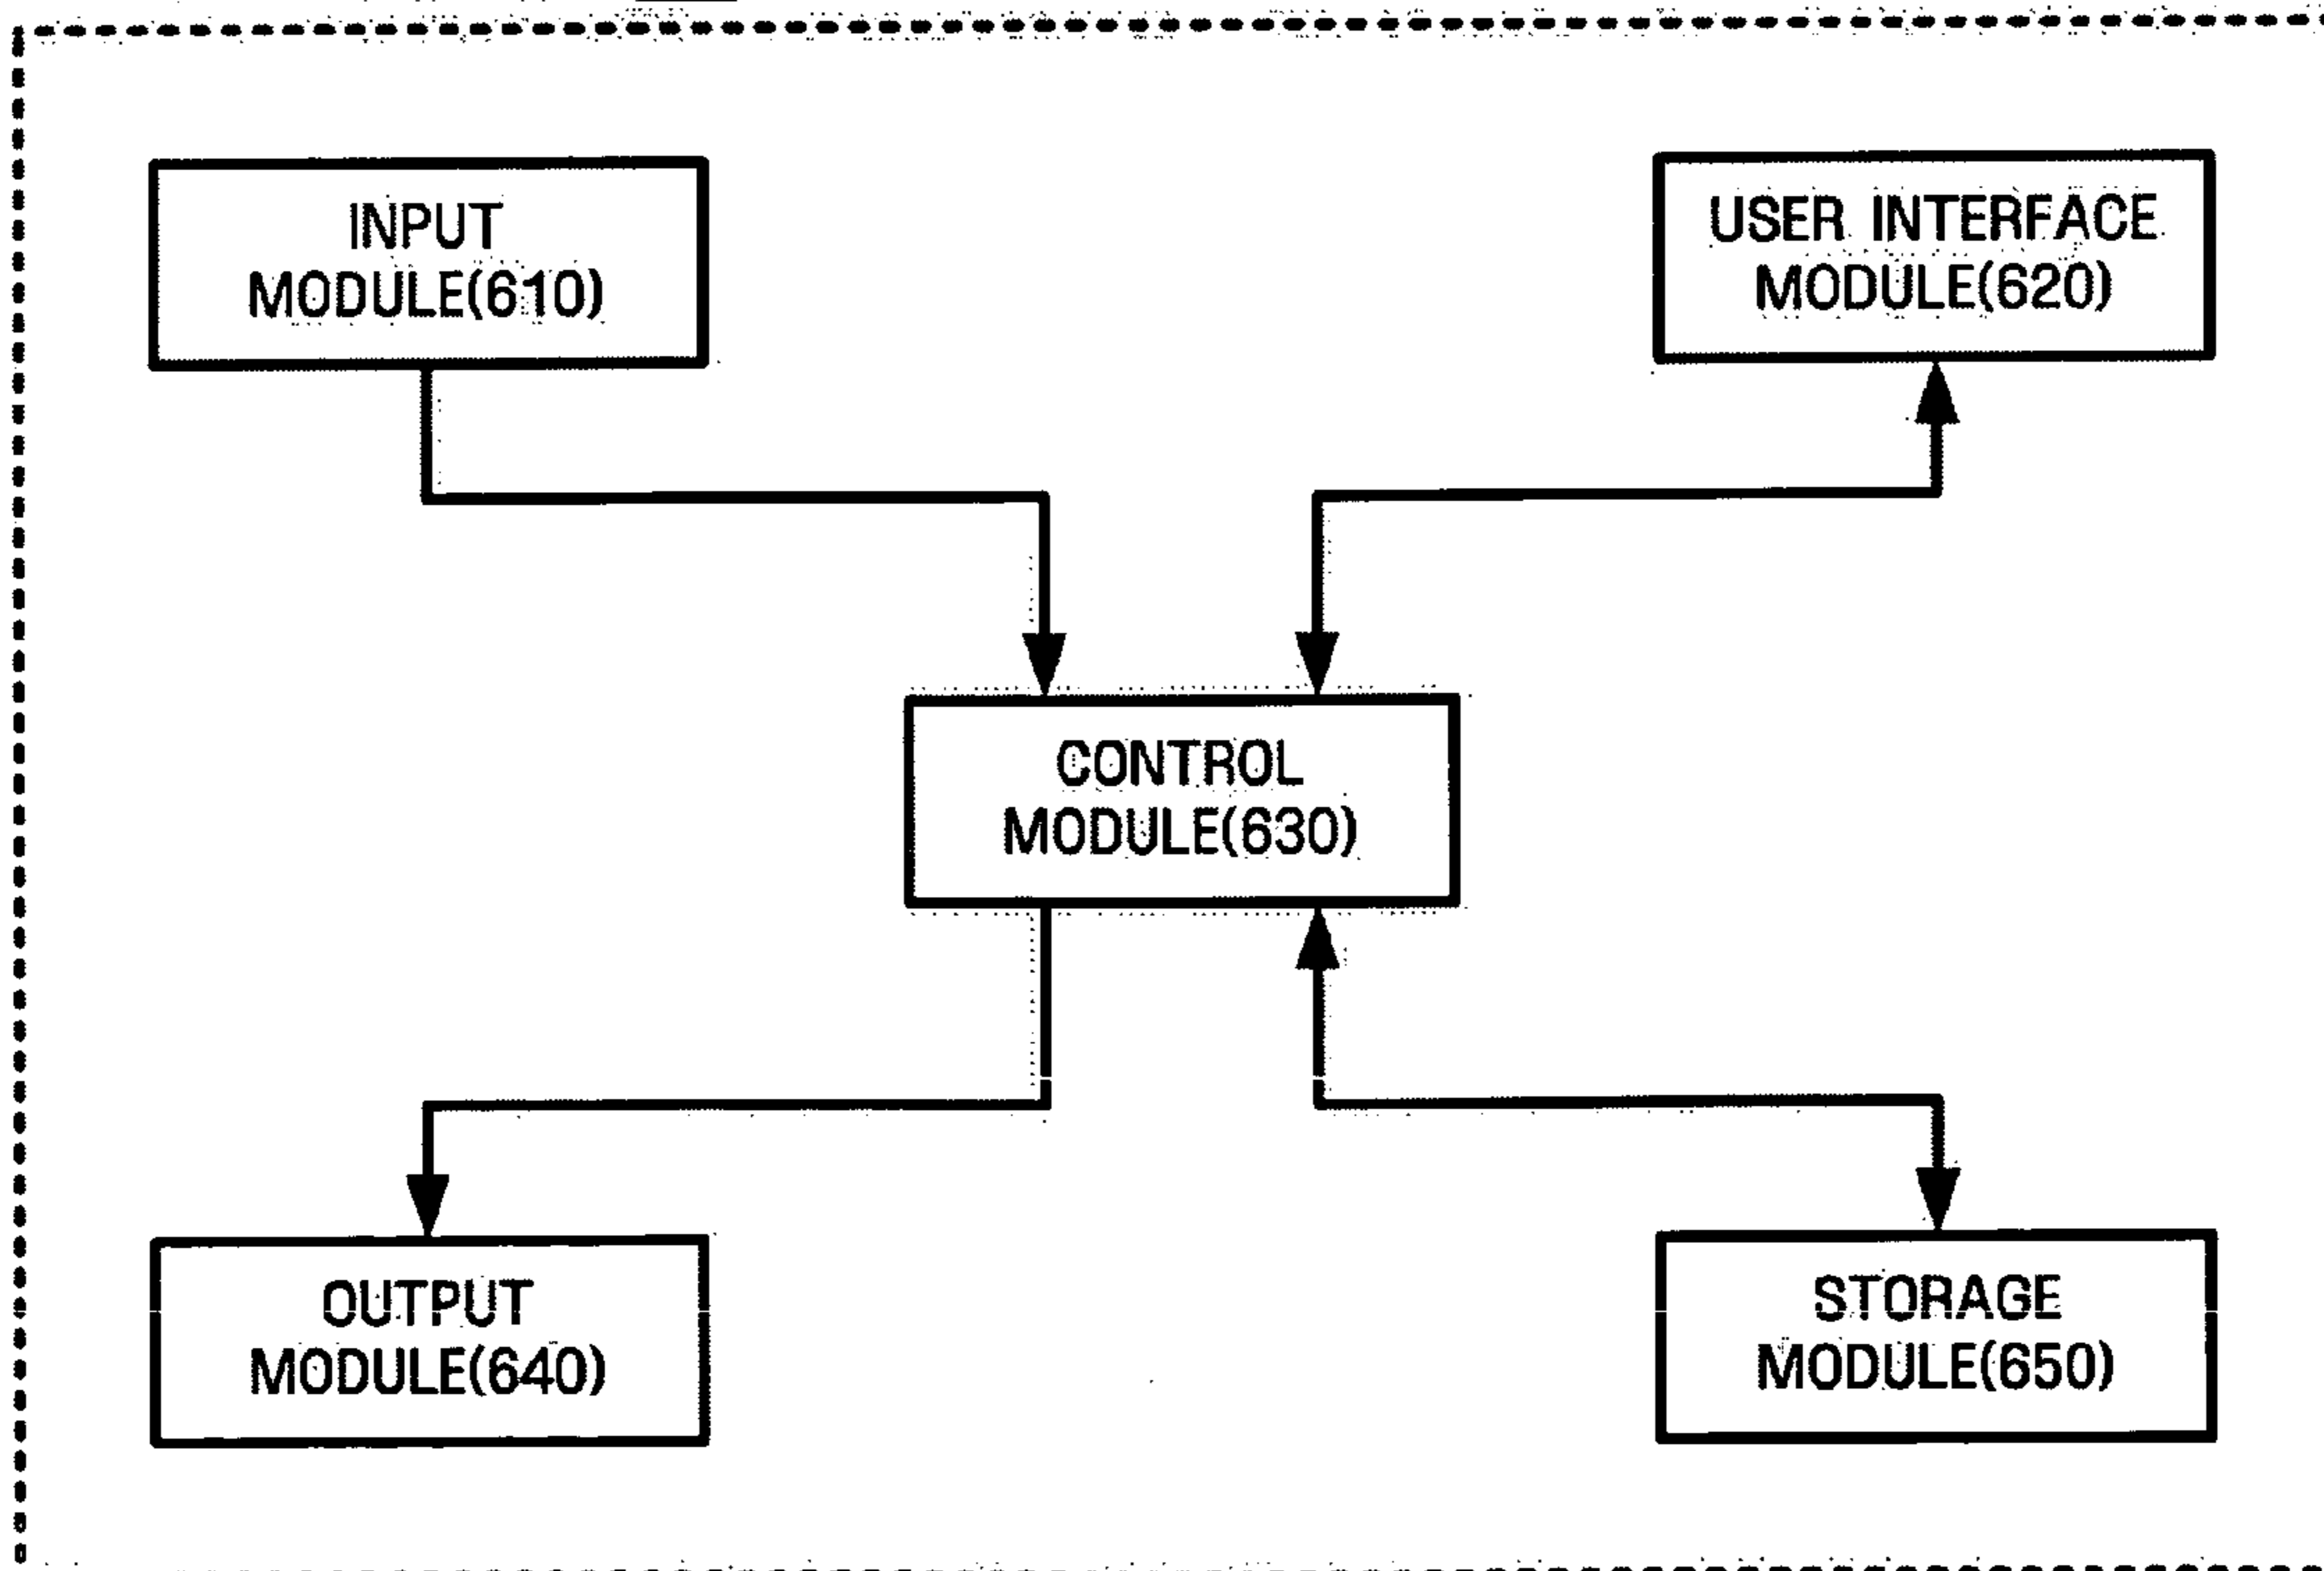 INPUT
MODULE(610)
USER INTERFACE
MODULE(620)
CONTROL
MODULE(630)
OUTPUT
MODULE(640)
STORAGE
MODULE(650)